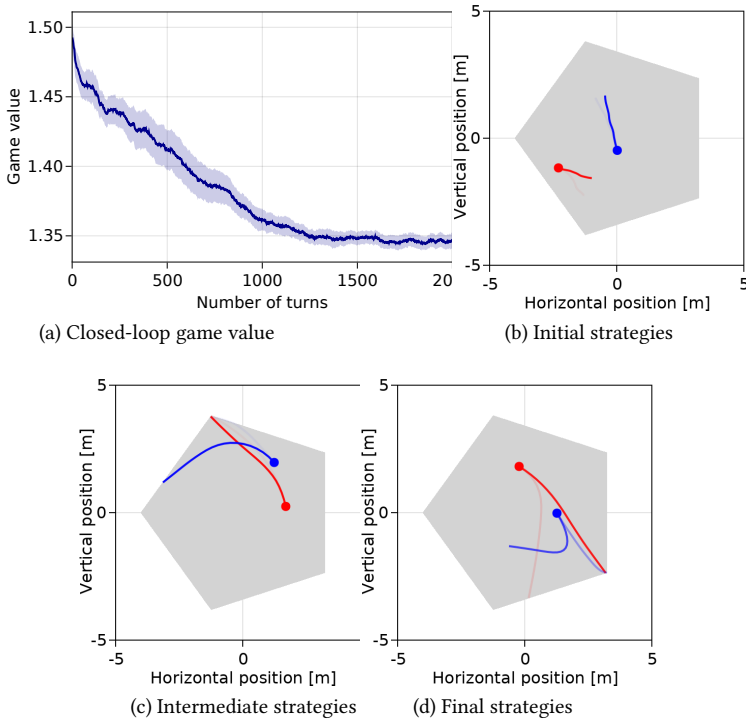 1.50
1.45
1.40
1.35
Game value
0
500
1000
1500
20
Number of turns
(a) Closed-loop game value
5
0
-5
Vertical position [m]
-5
0
5
Horizontal position [m]
(b) Initial strategies
5
0
-5
Vertical position [m]
-5
0
Horizontal position [m]
(c) Intermediate strategies
5
0
-5
Vertical position [m]
-5
0
5
Horizontal position [m]
(d) Final strategies